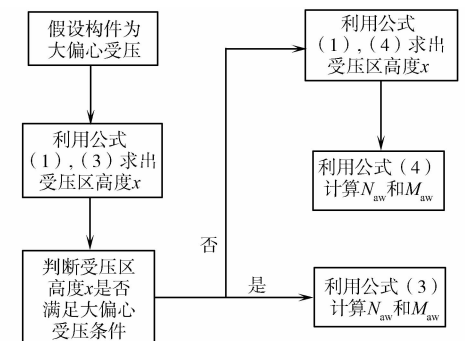 假设构件为
大偏心受压
利用公式
（1），（3）求出
受压区高度x
判断受压区
高度x是否
满足大偏心
受压条件
否
是
利用公式
（1），（4）求出
受压区高度x
利用公式（4）
计算Naw和Maw
利用公式（3）
计算Naw和Maw